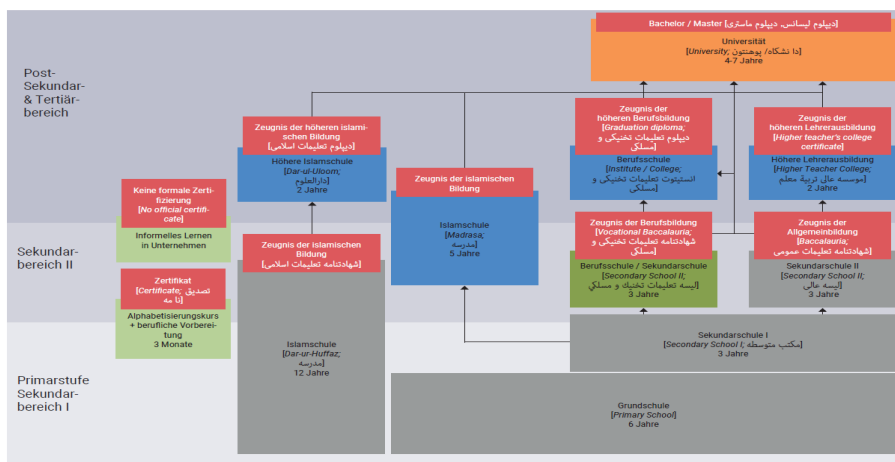 Bachelor / Master [دیپلوم لیسانس, دیپلوم ماستری]
Universität
[University; دا نشگاه/ پوهنتون]
4-7 Jahre
Post-
Sekundar-
& Tertiär-
bereich
Zeugnis der höheren islami-
schen Bildung
[دیپلوم تعلیمات اسلامی]
Höhere Islamschule
[Dar-ul-Uloom;
دارالعلوم]
2 Jahre
Zeugnis der islamischen
Bildung
Islamschule
[Madrasa;
مدرسه]
5 Jahre
Zeugnis der
höheren Berufsbildung
[Graduation diploma;
دیپلوم تعلیمات تخنیکی و
مسلکی]
Berufsschule
[Institute / College;
انستیتوت تعلیمات تخنیکی و
مسلکی]
Zeugnis der
höheren Lehrerausbildung
[Higher teacher's college
certificate]
Höhere Lehrerausbildung
[Higher Teacher College;
موسسه عالی تربیهٔ معلم]
2 Jahre
Keine formale Zerti-
fizierung
[No official certifi-
cate]
Informelles Lernen
in Unternehmen
Sekundar-
bereich II
Zertifikat
[Certificate; تصدیق
نا مه]
Alphabetisierungskurs
+ berufliche Vorberei-
tung
3 Monate
Zeugnis der islamischen
Bildung
[شهادتنامه تعلیمات اسلامی]
Islamschule
[Dar-ur-Huffaz;
مدرسه]
12 Jahre
Zeugnis der Berufsbildung
[Vocational Baccalauria;
شهادتنامه تعلیمات تخنیکی و
مسلکی]
Berufsschule / Sekundarschule
[Secondary School II;
لیسه تعلیمات تخنیك و مسلکي]
3 Jahre
Zeugnis der
Allgemeinbildung
[Baccalauria;
شهادتنامه تعلیمات عمومی]
Sekundarschule II
[Secondary School II;
لیسه عالی]
3 Jahre
Sekundarschule I
[Secondary School I; مکتب متوسطه]
3 Jahre
Primarstufe
Sekundar-
bereich I
Grundschule
[Primary School]
6 Jahre